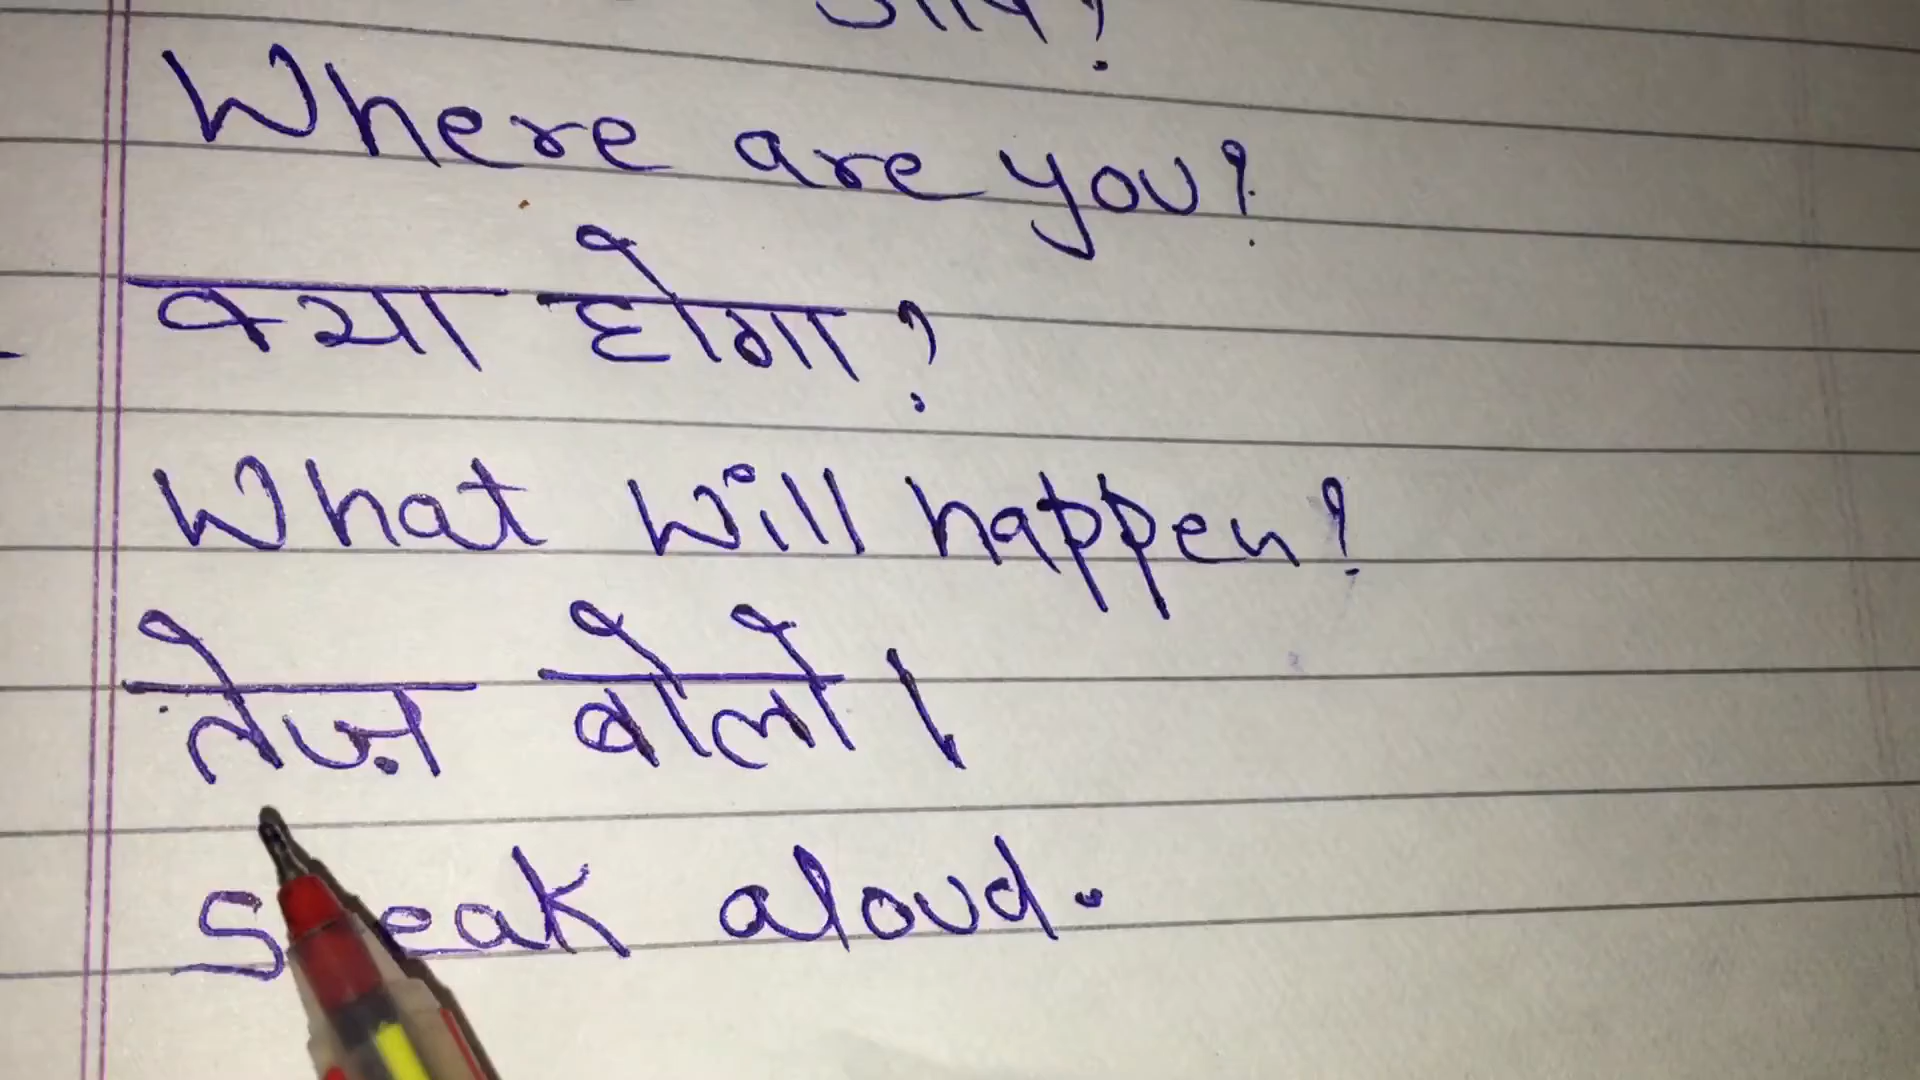 Where are you?
क्या होगा?
What will happen?
तेज़ बोलो।
Speak aloud.